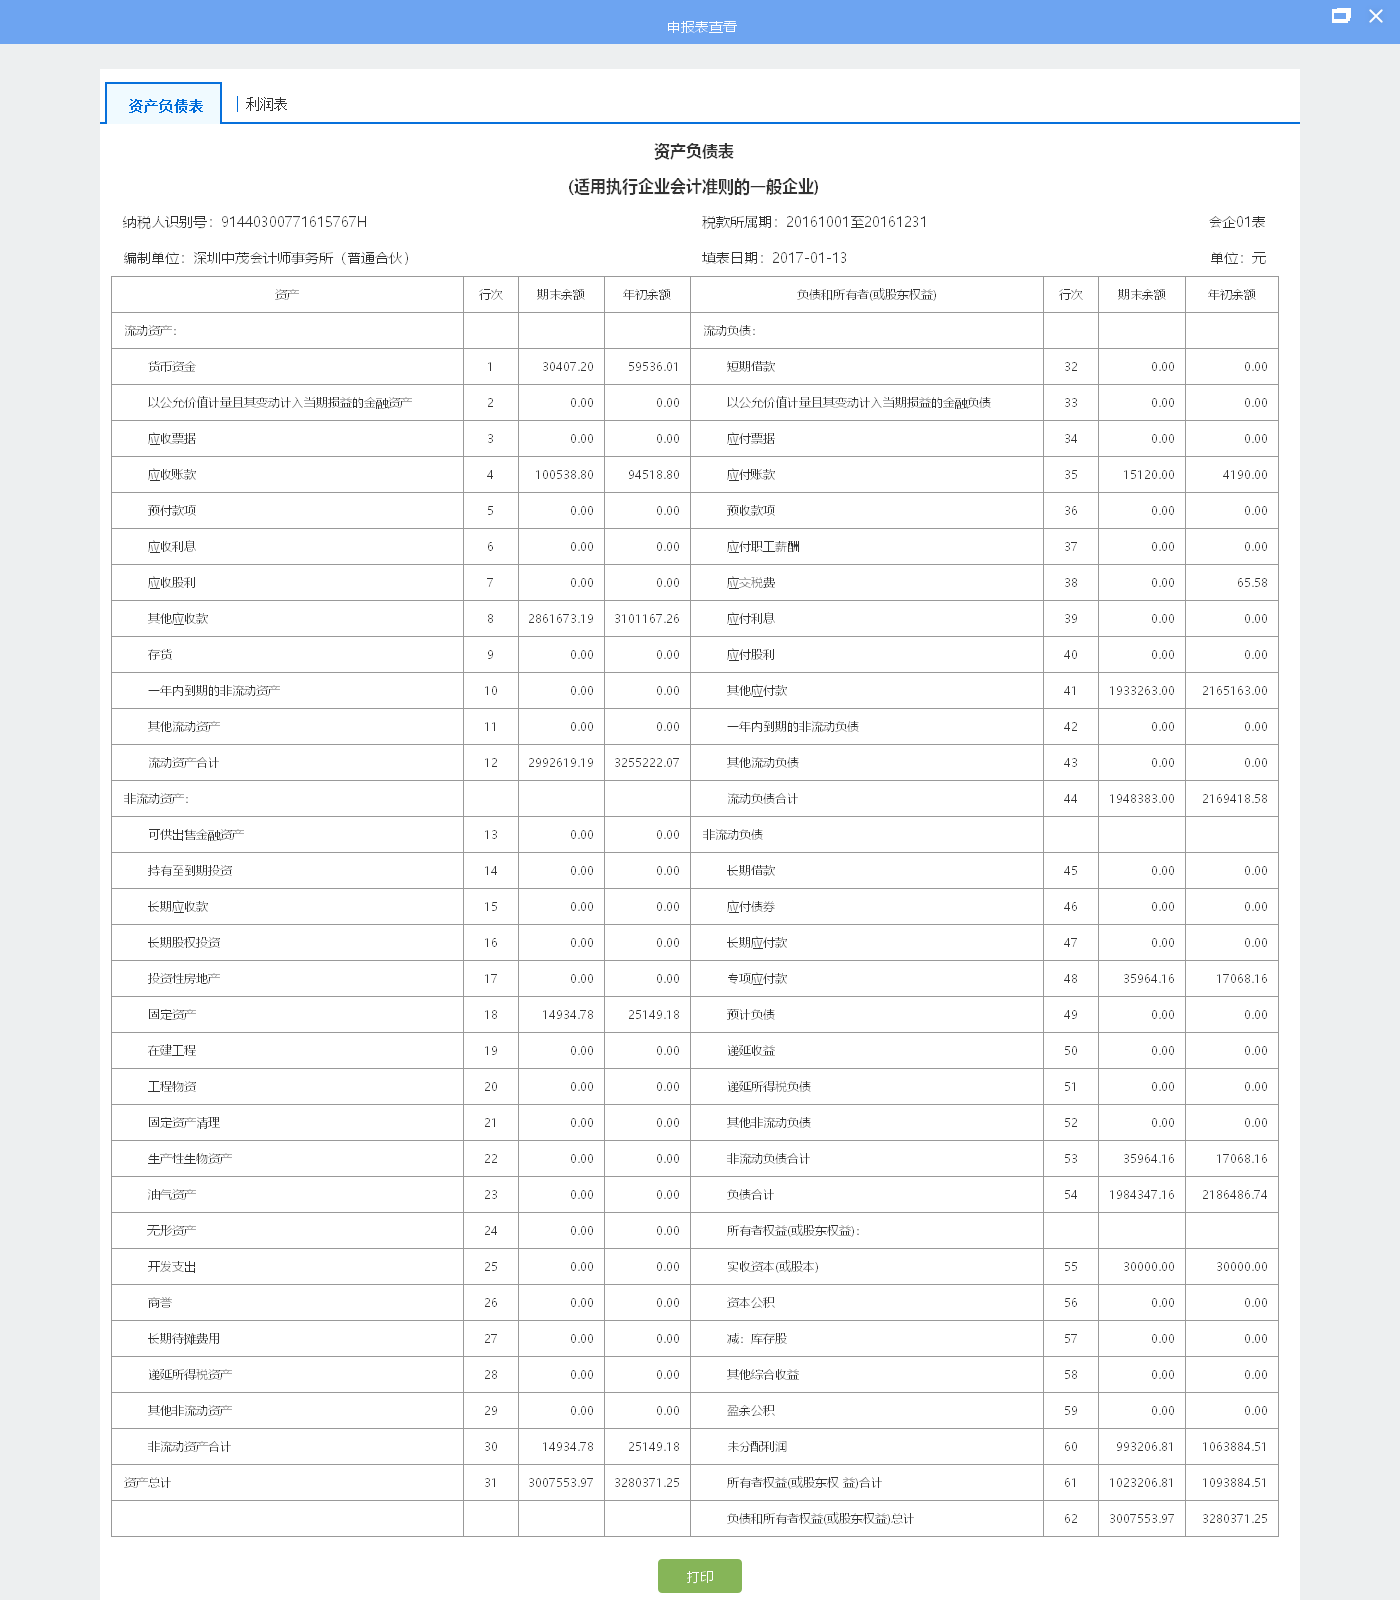 申报表查看
资产负债表 | 利润表
资产负债表
(适用执行企业会计准则的一般企业)
纳税人识别号：91440300771615767H 税款所属期：20161001至20161231 会企01表
编制单位：深圳中茂会计师事务所（普通合伙） 填表日期：2017-01-13 单位：元
资产 行次 期末余额 年初余额 负债和所有者(或股东权益) 行次 期末余额 年初余额
流动资产： 流动负债：
货币资金 1 30407.20 59536.01 短期借款 32 0.00 0.00
以公允价值计量且其变动计入当期损益的金融资产 2 0.00 0.00 以公允价值计量且其变动计入当期损益的金融负债 33 0.00 0.00
应收票据 3 0.00 0.00 应付票据 34 0.00 0.00
应收账款 4 100538.80 94518.80 应付账款 35 15120.00 4190.00
预付款项 5 0.00 0.00 预收款项 36 0.00 0.00
应收利息 6 0.00 0.00 应付职工薪酬 37 0.00 0.00
应收股利 7 0.00 0.00 应交税费 38 0.00 65.58
其他应收款 8 2861673.19 3101167.26 应付利息 39 0.00 0.00
存货 9 0.00 0.00 应付股利 40 0.00 0.00
一年内到期的非流动资产 10 0.00 0.00 其他应付款 41 1933263.00 2165163.00
其他流动资产 11 0.00 0.00 一年内到期的非流动负债 42 0.00 0.00
流动资产合计 12 2992619.19 3255222.07 其他流动负债 43 0.00 0.00
非流动资产： 流动负债合计 44 1948383.00 2169418.58
可供出售金融资产 13 0.00 0.00 非流动负债
持有至到期投资 14 0.00 0.00 长期借款 45 0.00 0.00
长期应收款 15 0.00 0.00 应付债券 46 0.00 0.00
长期股权投资 16 0.00 0.00 长期应付款 47 0.00 0.00
投资性房地产 17 0.00 0.00 专项应付款 48 35964.16 17068.16
固定资产 18 14934.78 25149.18 预计负债 49 0.00 0.00
在建工程 19 0.00 0.00 递延收益 50 0.00 0.00
工程物资 20 0.00 0.00 递延所得税负债 51 0.00 0.00
固定资产清理 21 0.00 0.00 其他非流动负债 52 0.00 0.00
生产性生物资产 22 0.00 0.00 非流动负债合计 53 35964.16 17068.16
油气资产 23 0.00 0.00 负债合计 54 1984347.16 2186486.74
无形资产 24 0.00 0.00 所有者权益(或股东权益)：
开发支出 25 0.00 0.00 实收资本(或股本) 55 30000.00 30000.00
商誉 26 0.00 0.00 资本公积 56 0.00 0.00
长期待摊费用 27 0.00 0.00 减：库存股 57 0.00 0.00
递延所得税资产 28 0.00 0.00 其他综合收益 58 0.00 0.00
其他非流动资产 29 0.00 0.00 盈余公积 59 0.00 0.00
非流动资产合计 30 14934.78 25149.18 未分配利润 60 993206.81 1063884.51
资产总计 31 3007553.97 3280371.25 所有者权益(或股东权 益)合计 61 1023206.81 1093884.51
负债和所有者权益(或股东权益)总计 62 3007553.97 3280371.25
打印